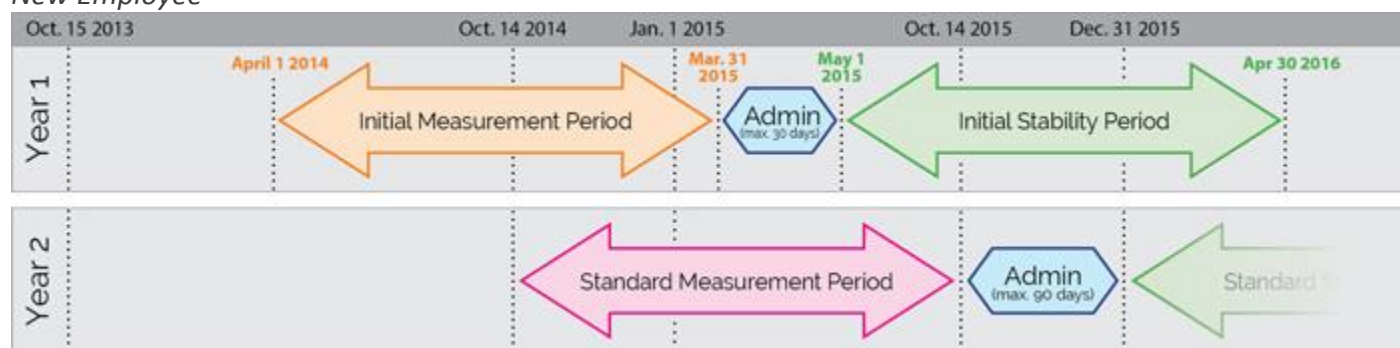 New Employee
Oct. 15 2013
Oct. 14 2014
Jan. 1 2015
Oct. 14 2015
Dec. 31 2015
Year 1
April 1 2014
Initial Measurement Period
Mar. 31
2015
Admin
(max. 30 days)
May 1
2015
Initial Stability Period
Apr 30 2016
Year 2
Standard Measurement Period
Admin
(max. 90 days)
Standard S